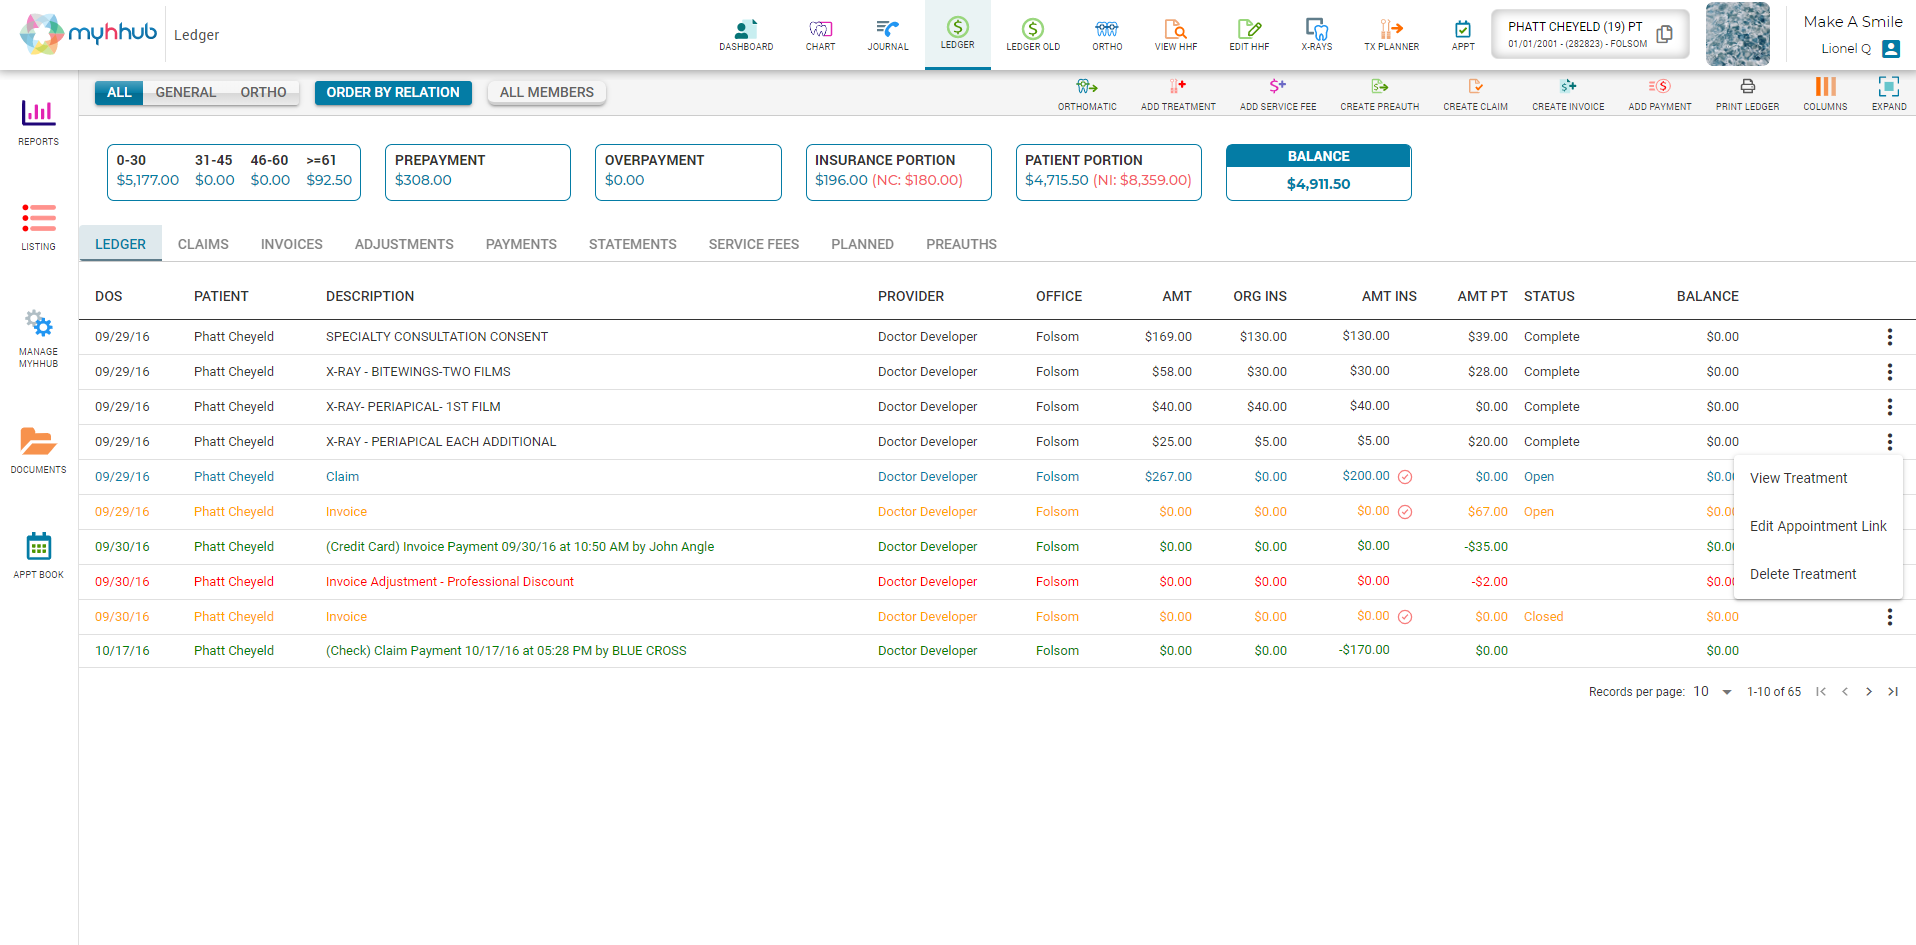 myhhub Ledger
DASHBOARD CHART JOURNAL LEDGER LEDGER OLD ORTHO VIEW HHF EDIT HHF X-RAYS TX PLANNER APPT
PHATT CHEYELD (19) PT
01/01/2001 - (282823) - FOLSOM
Make A Smile
Lionel Q
REPORTS
LISTING
MANAGE
MYHHUB
DOCUMENTS
APPT BOOK
ALL GENERAL ORTHO ORDER BY RELATION ALL MEMBERS
ORTHOMATIC ADD TREATMENT ADD SERVICE FEE CREATE PREAUTH CREATE CLAIM CREATE INVOICE ADD PAYMENT PRINT LEDGER COLUMNS EXPAND
0-30 31-45 46-60 >=61 PREPAYMENT OVERPAYMENT INSURANCE PORTION PATIENT PORTION BALANCE
$5,177.00 $0.00 $0.00 $92.50 $308.00 $0.00 $196.00 (NC: $180.00) $4,715.50 (NI: $8,359.00) $4,911.50
LEDGER CLAIMS INVOICES ADJUSTMENTS PAYMENTS STATEMENTS SERVICE FEES PLANNED PREAUTHS
DOS PATIENT DESCRIPTION PROVIDER OFFICE AMT ORG INS AMT INS AMT PT STATUS BALANCE
09/29/16 Phatt Cheyeld SPECIALTY CONSULTATION CONSENT Doctor Developer Folsom $169.00 $130.00 $130.00 $39.00 Complete $0.00
09/29/16 Phatt Cheyeld X-RAY - BITEWINGS-TWO FILMS Doctor Developer Folsom $58.00 $30.00 $30.00 $28.00 Complete $0.00
09/29/16 Phatt Cheyeld X-RAY- PERIAPICAL- 1ST FILM Doctor Developer Folsom $40.00 $40.00 $40.00 $0.00 Complete $0.00
09/29/16 Phatt Cheyeld X-RAY - PERIAPICAL EACH ADDITIONAL Doctor Developer Folsom $25.00 $5.00 $5.00 $20.00 Complete $0.00
09/29/16 Phatt Cheyeld Claim Doctor Developer Folsom $267.00 $0.00 $200.00 $0.00 Open $0.00
09/29/16 Phatt Cheyeld Invoice Doctor Developer Folsom $0.00 $0.00 $0.00 $67.00 Open $0.00
09/30/16 Phatt Cheyeld (Credit Card) Invoice Payment 09/30/16 at 10:50 AM by John Angle Doctor Developer Folsom $0.00 $0.00 $0.00 -$35.00 $0.00
09/30/16 Phatt Cheyeld Invoice Adjustment - Professional Discount Doctor Developer Folsom $0.00 $0.00 $0.00 -$2.00 $0.00
09/30/16 Phatt Cheyeld Invoice Doctor Developer Folsom $0.00 $0.00 $0.00 $0.00 Closed $0.00
10/17/16 Phatt Cheyeld (Check) Claim Payment 10/17/16 at 05:28 PM by BLUE CROSS Doctor Developer Folsom $0.00 $0.00 -$170.00 $0.00 $0.00
View Treatment
Edit Appointment Link
Delete Treatment
Records per page: 10 1-10 of 65